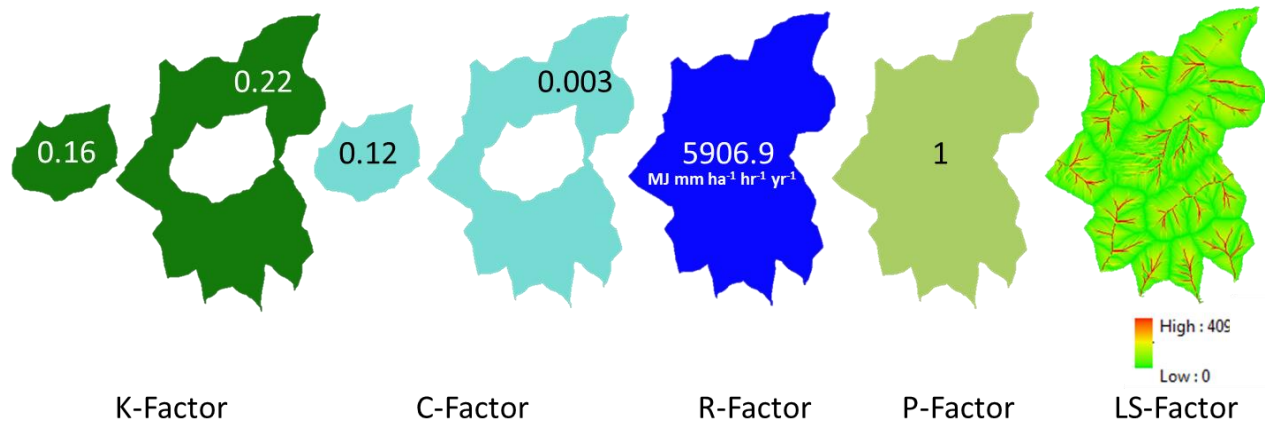 0.22
0.003
0.16
0.12
5906.9
MJ mm ha⁻¹ hr⁻¹ yr⁻¹
1
High : 409
Low : 0
K-Factor
C-Factor
R-Factor
P-Factor
LS-Factor